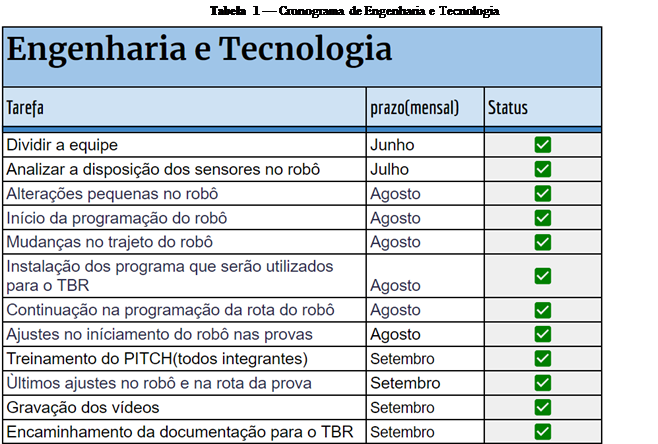 Tabela 1 — Cronograma de Engenharia e Tecnologia
Engenharia e Tecnologia
Tarefa prazo(mensal) Status
Dividir a equipe Junho
Analizar a disposição dos sensores no robô Julho
Alterações pequenas no robô Agosto
Início da programação do robô Agosto
Mudanças no trajeto do robô Agosto
Instalação dos programa que serão utilizados
para o TBR Agosto
Continuação na programação da rota do robô Agosto
Ajustes no iníciamento do robô nas provas Agosto
Treinamento do PITCH(todos integrantes) Setembro
Ùltimos ajustes no robô e na rota da prova Setembro
Gravação dos vídeos Setembro
Encaminhamento da documentação para o TBR Setembro